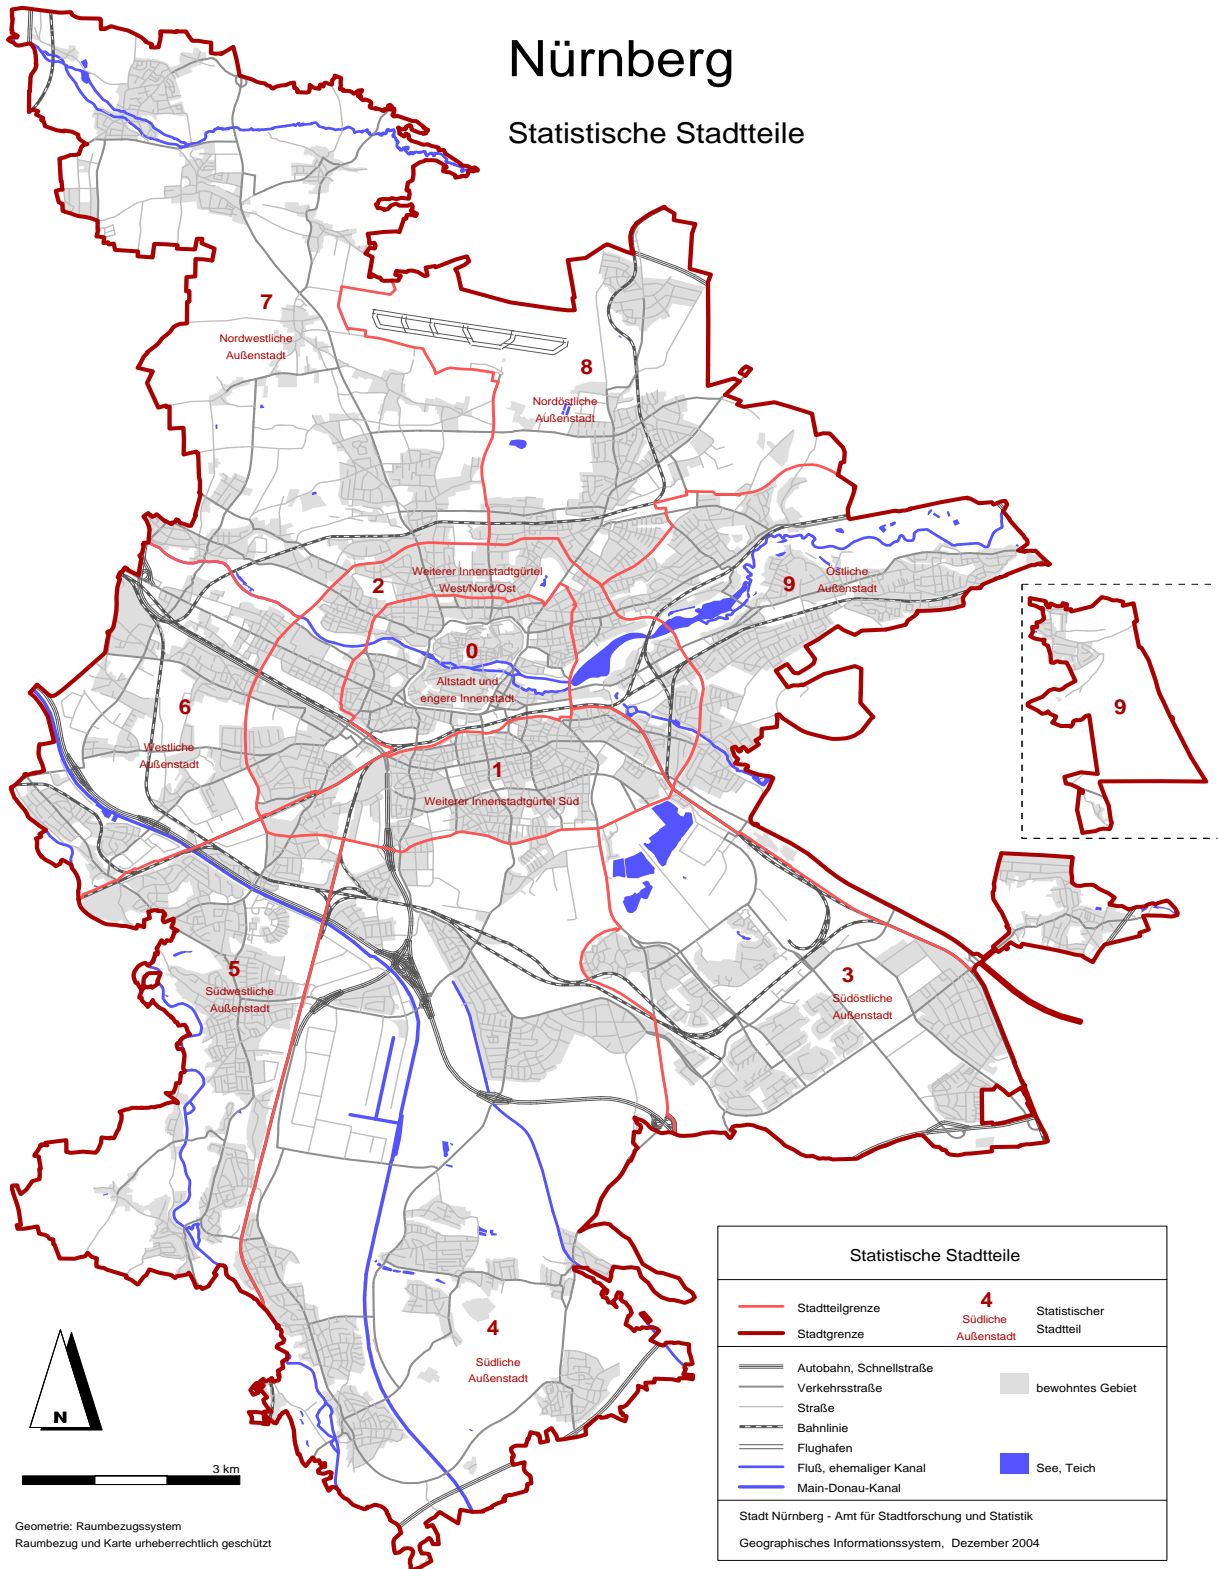 Nürnberg
Statistische Stadtteile
7
Nordwestliche
Außenstadt
8
Nordöstliche
Außenstadt
2
Weiterer Innenstadtgürtel
West/Nord/Ost
9
Östliche
Außenstadt
0
Altstadt und
engere Innenstadt
6
Westliche
Außenstadt
9
1
Weiterer Innenstadtgürtel Süd
5
Südwestliche
Außenstadt
3
Südöstliche
Außenstadt
4
Südliche
Außenstadt
N
3 km
Geometrie: Raumbezugssystem
Raumbezug und Karte urheberrechtlich geschützt
Statistische Stadtteile
Stadtteilgrenze
Stadtgrenze
4
Südliche
Außenstadt
Statistischer
Stadtteil
Autobahn, Schnellstraße
Verkehrsstraße
Straße
Bahnlinie
Flughafen
Fluß, ehemaliger Kanal
Main-Donau-Kanal
bewohntes Gebiet
See, Teich
Stadt Nürnberg - Amt für Stadtforschung und Statistik
Geographisches Informationssystem, Dezember 2004